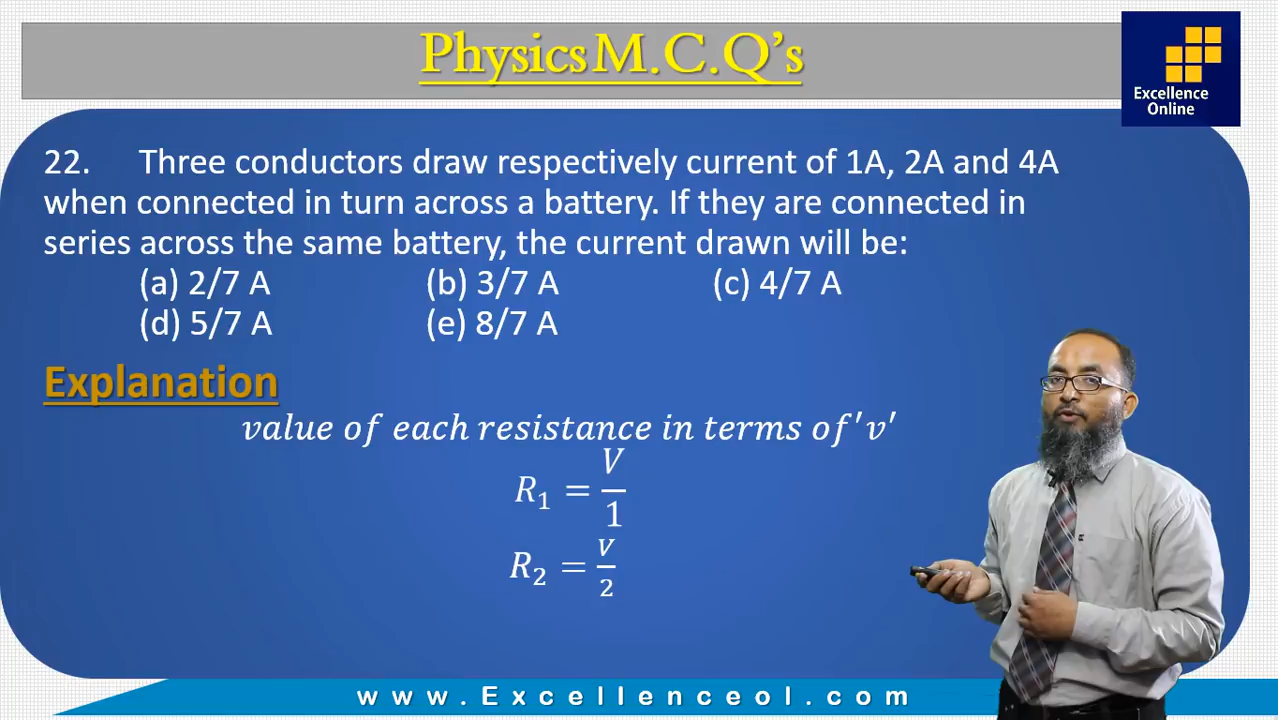 Physics M.C.Q's
Excellence
Online
22. Three conductors draw respectively current of 1A, 2A and 4A
when connected in turn across a battery. If they are connected in
series across the same battery, the current drawn will be:
(a) 2/7 A (b) 3/7 A (c) 4/7 A
(d) 5/7 A (e) 8/7 A
Explanation
value of each resistance in terms of'v'
R₁ = V/1
R₂ = v/2
www.Excellenceol.com